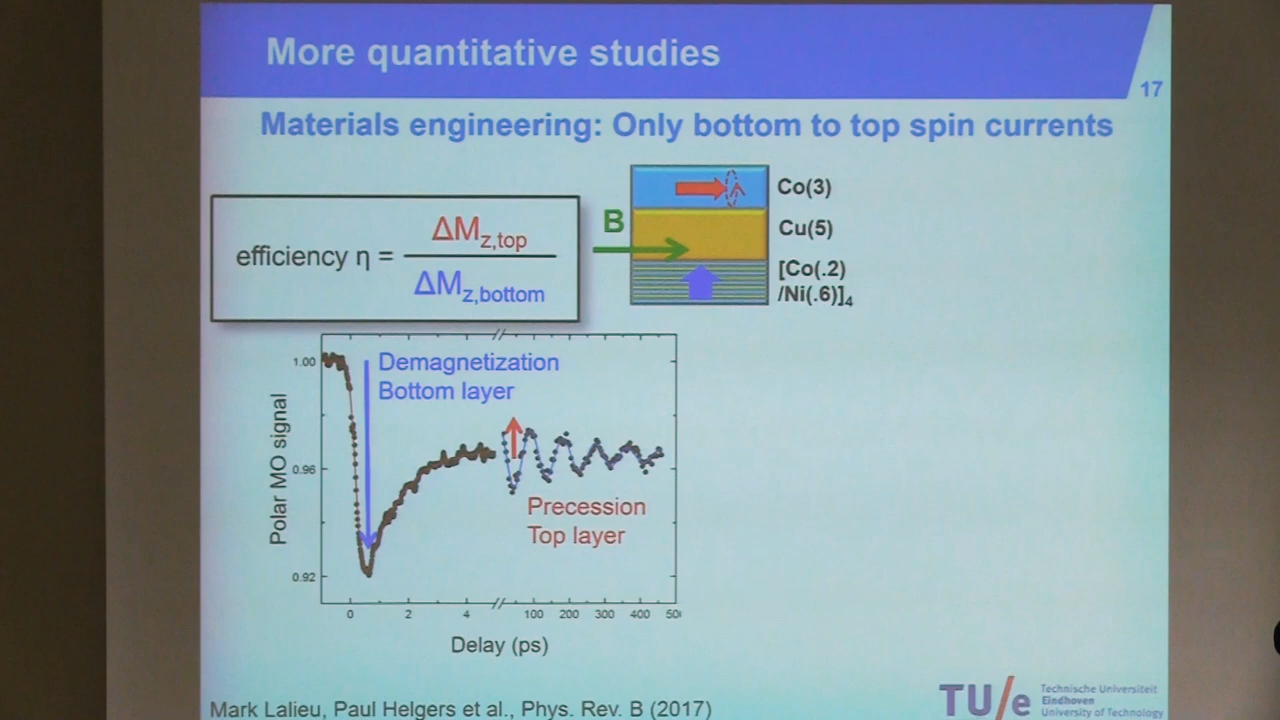 More quantitative studies
17
Materials engineering: Only bottom to top spin currents
efficiency η = ΔMz,top
ΔMz,bottom
B
Co(3)
Cu(5)
[Co(.2)
/Ni(.6)]4
Demagnetization
Bottom layer
Precession
Top layer
Polar MO signal
1.00
0.96
0.92
0 2 4 100 200 300 400 50
Delay (ps)
Mark Lalieu, Paul Helgers et al., Phys. Rev. B (2017)
TU/e
Technische Universiteit
Eindhoven
University of Technology